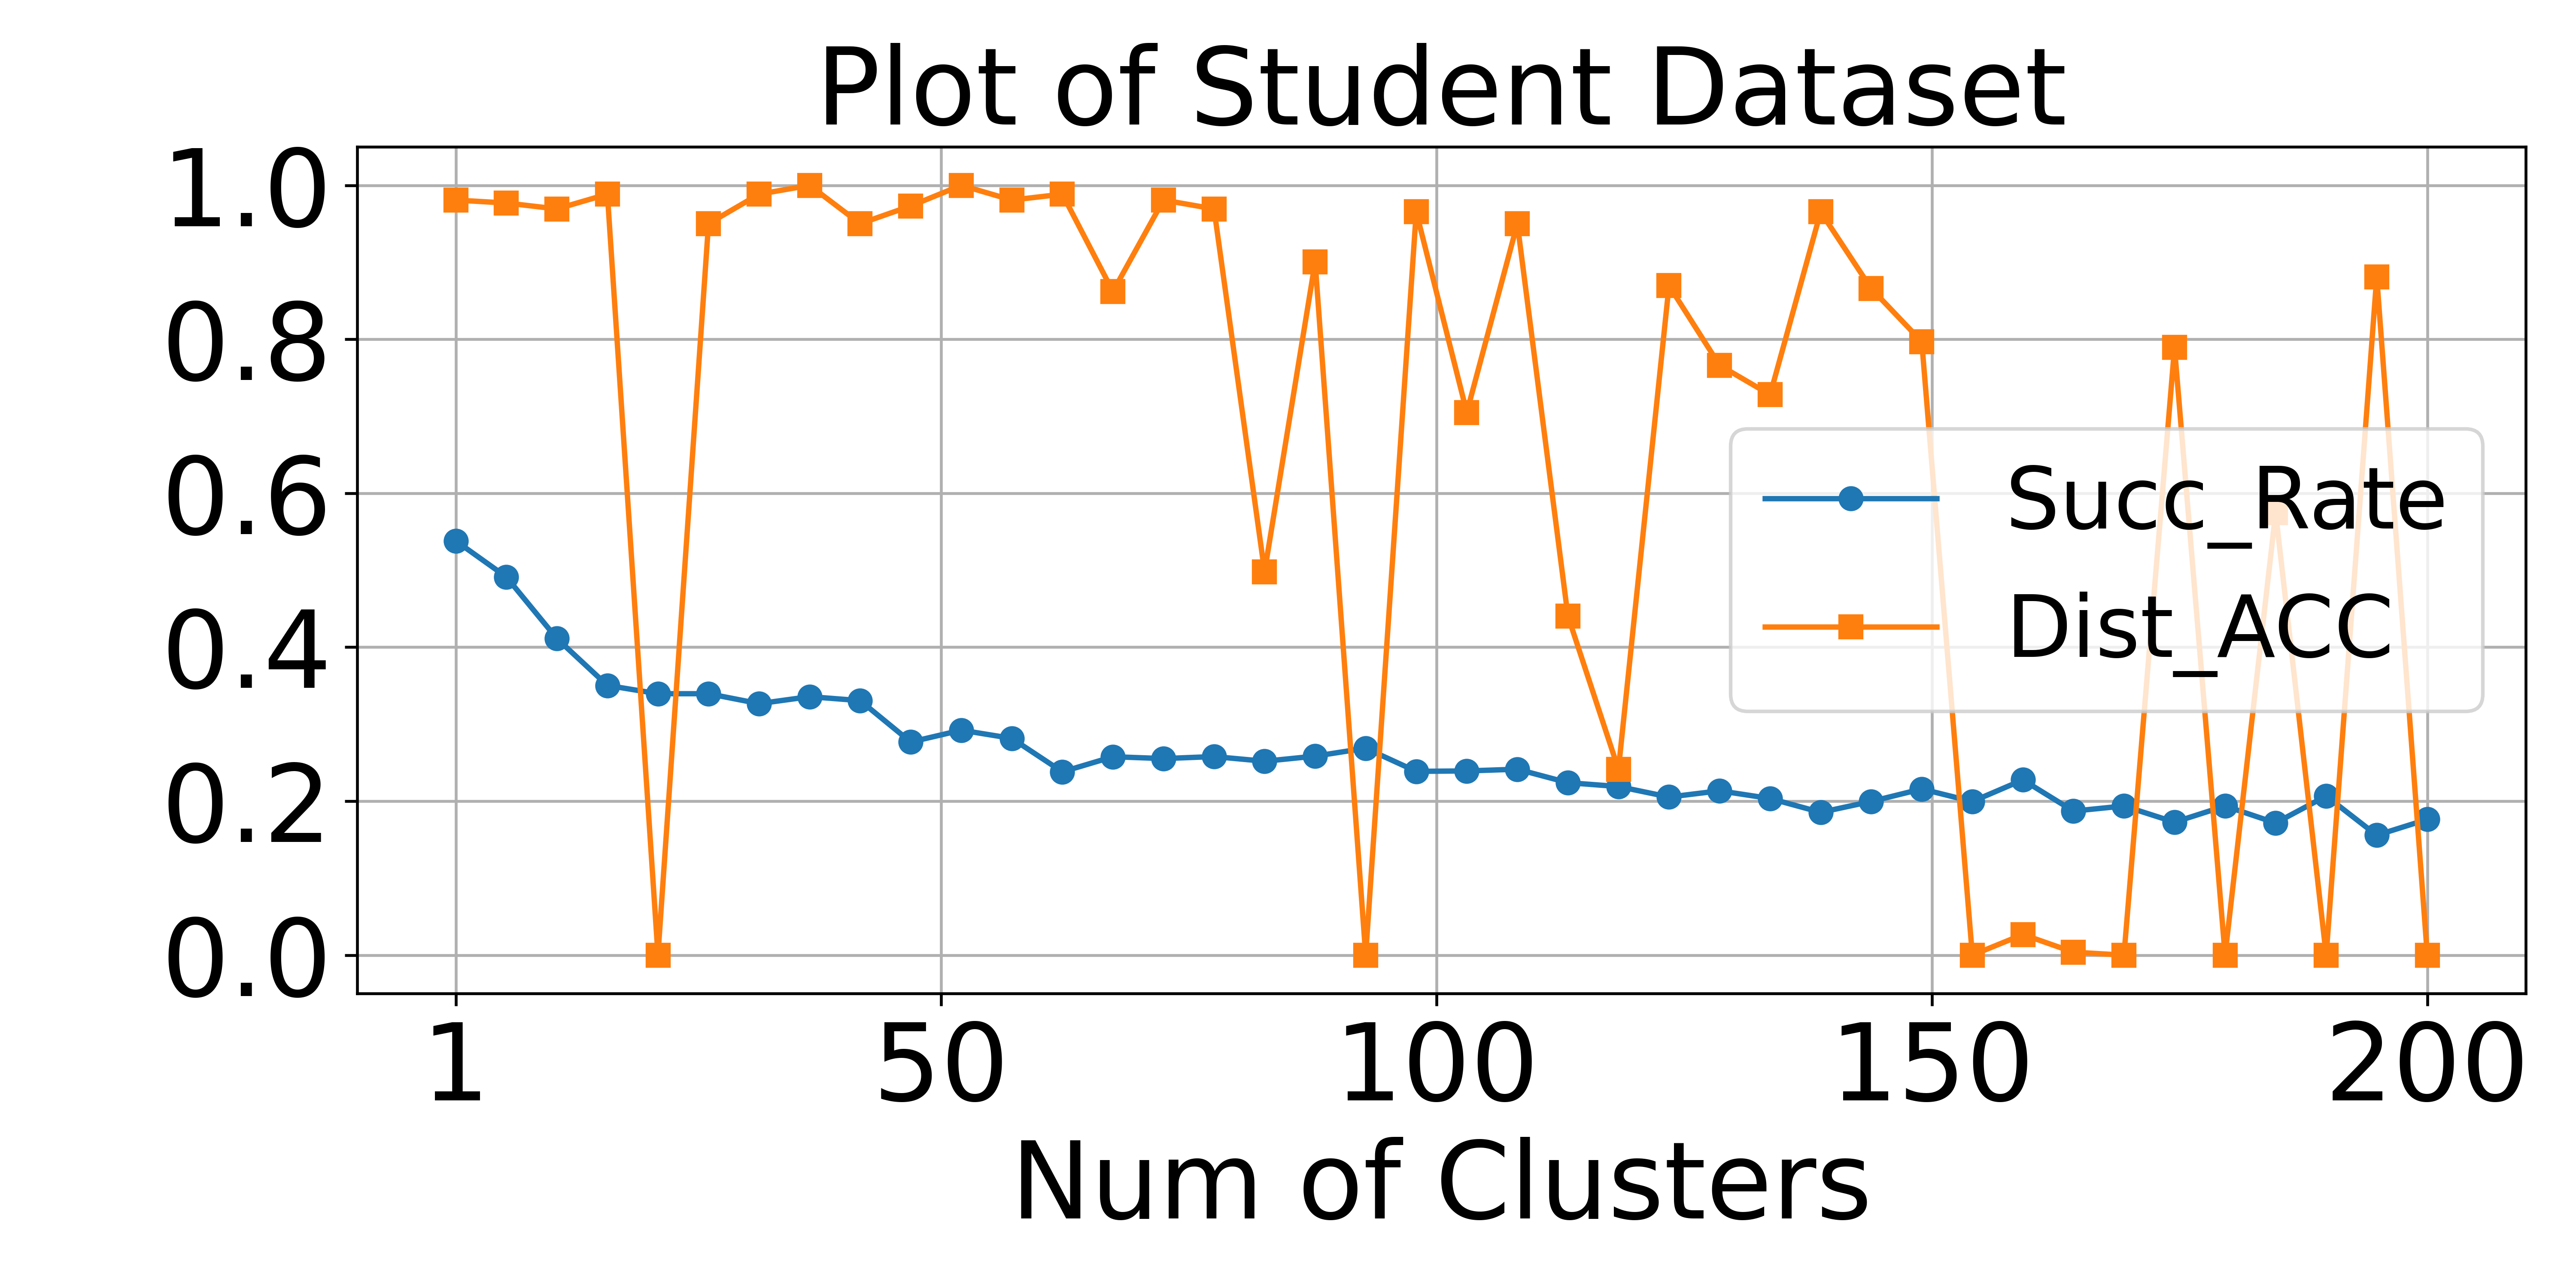 Plot of Student Dataset
1.0
0.8
0.6
0.4
0.2
0.0
Succ_Rate
Dist_ACC
1 50 100 150 200
Num of Clusters